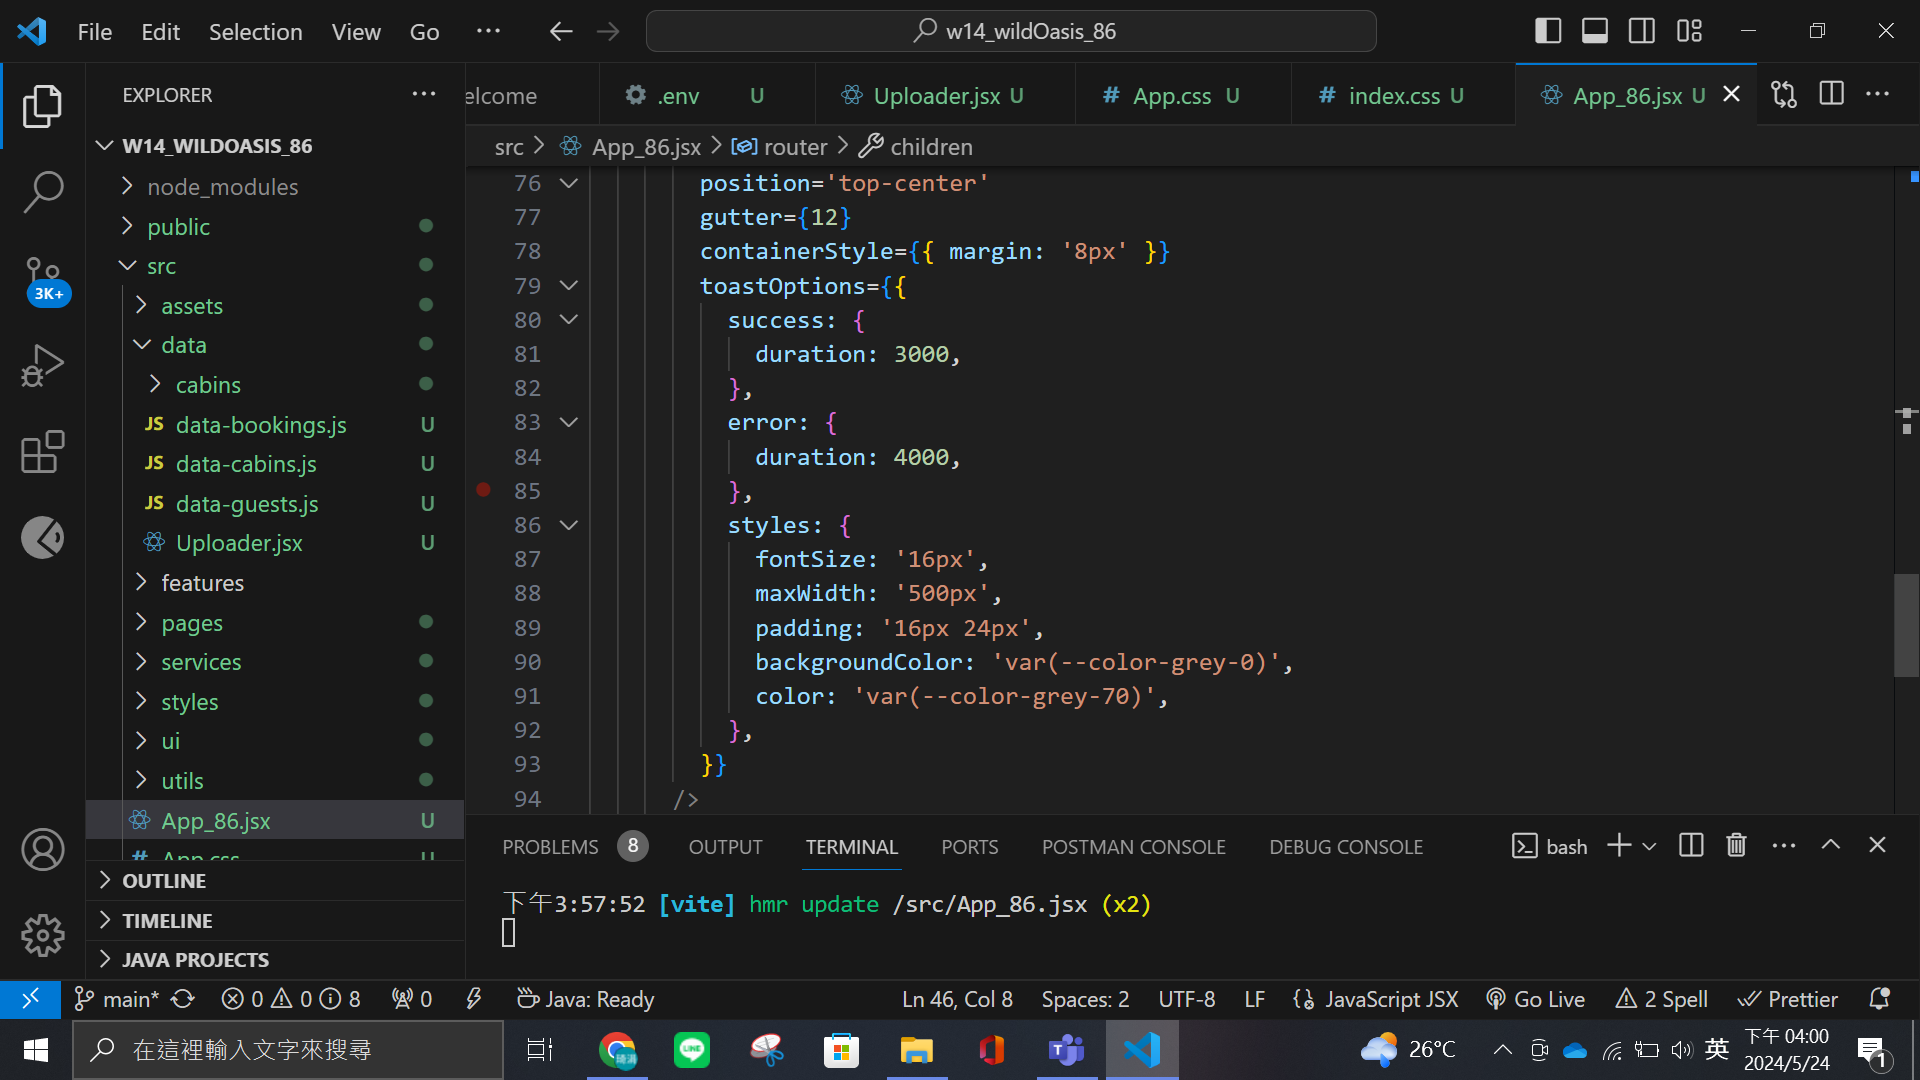 File Edit Selection View Go ··· w14_wildOasis_86
EXPLORER ···
elcome .env U Uploader.jsx U # App.css U # index.css U App_86.jsx U ···
src > App_86.jsx > router > children
W14_WILDOASIS_86
node_modules
public
src
assets
data
cabins
JS data-bookings.js U
JS data-cabins.js U
JS data-guests.js U
Uploader.jsx U
features
pages
services
styles
ui
utils
App_86.jsx U
# App.css U
OUTLINE
TIMELINE
JAVA PROJECTS
3K+
76 position='top-center'
77 gutter={12}
78 containerStyle={{ margin: '8px' }}
79 toastOptions={{
80 success: {
81 duration: 3000,
82 },
83 error: {
84 duration: 4000,
85 },
86 styles: {
87 fontSize: '16px',
88 maxWidth: '500px',
89 padding: '16px 24px',
90 backgroundColor: 'var(--color-grey-0)',
91 color: 'var(--color-grey-70)',
92 },
93 }}
94 />
PROBLEMS 8 OUTPUT TERMINAL PORTS POSTMAN CONSOLE DEBUG CONSOLE bash ···
下午3:57:52 [vite] hmr update /src/App_86.jsx (x2)
main* 0 0 8 0 Java: Ready Ln 46, Col 8 Spaces: 2 UTF-8 LF JavaScript JSX Go Live 2 Spell Prettier
在這裡輸入文字來搜尋 LINE 26°C 英 下午 04:00 1
2024/5/24